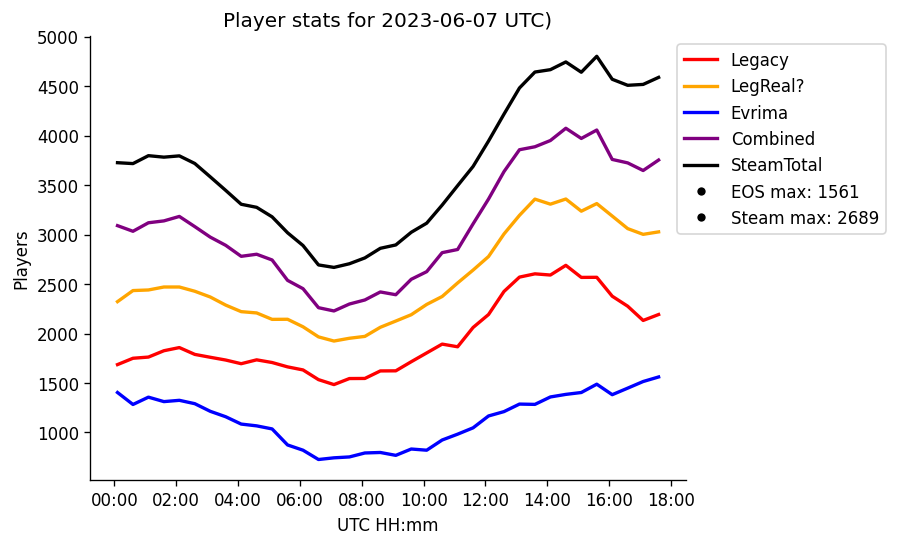 Player stats for 2023-06-07 UTC)
5000
4500
4000
3500
3000
2500
2000
1500
1000
Players
00:00 02:00 04:00 06:00 08:00 10:00 12:00 14:00 16:00 18:00
UTC HH:mm
Legacy
LegReal?
Evrima
Combined
SteamTotal
EOS max: 1561
Steam max: 2689